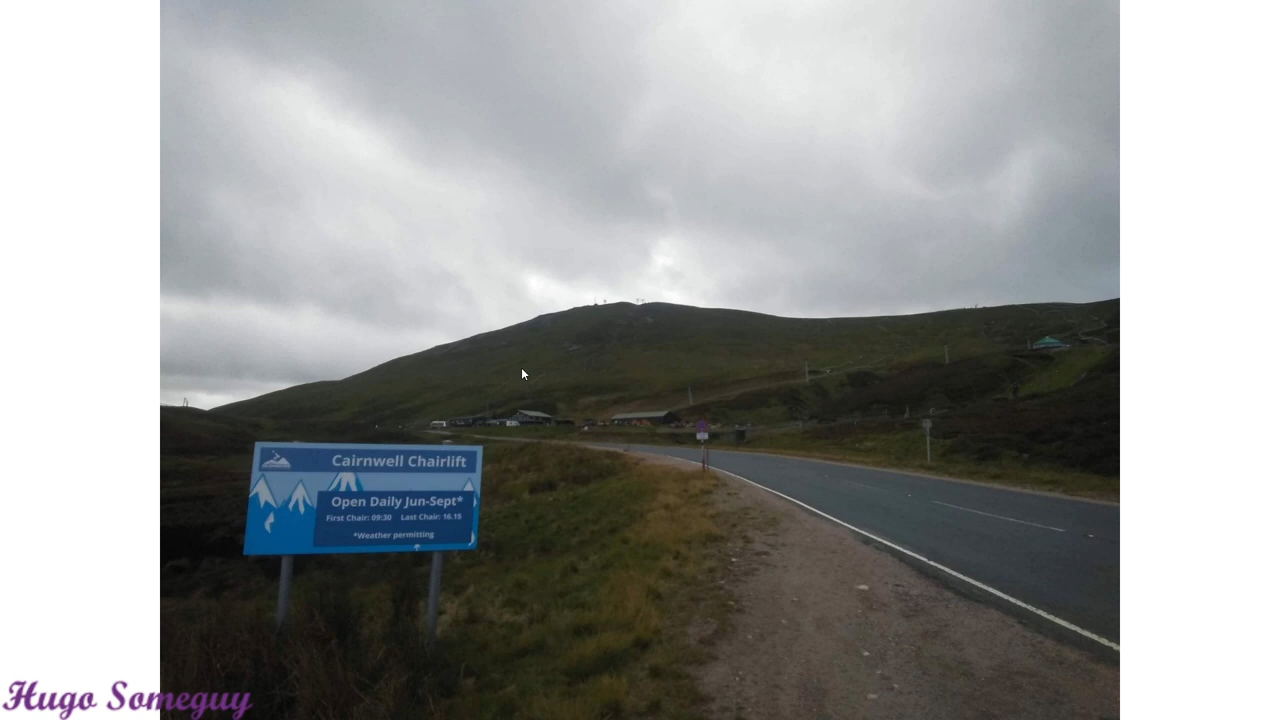 Cairnwell Chairlift
Open Daily Jun-Sept*
First Chair: 09:30 Last Chair: 16.15
*Weather permitting
Hugo Someguy